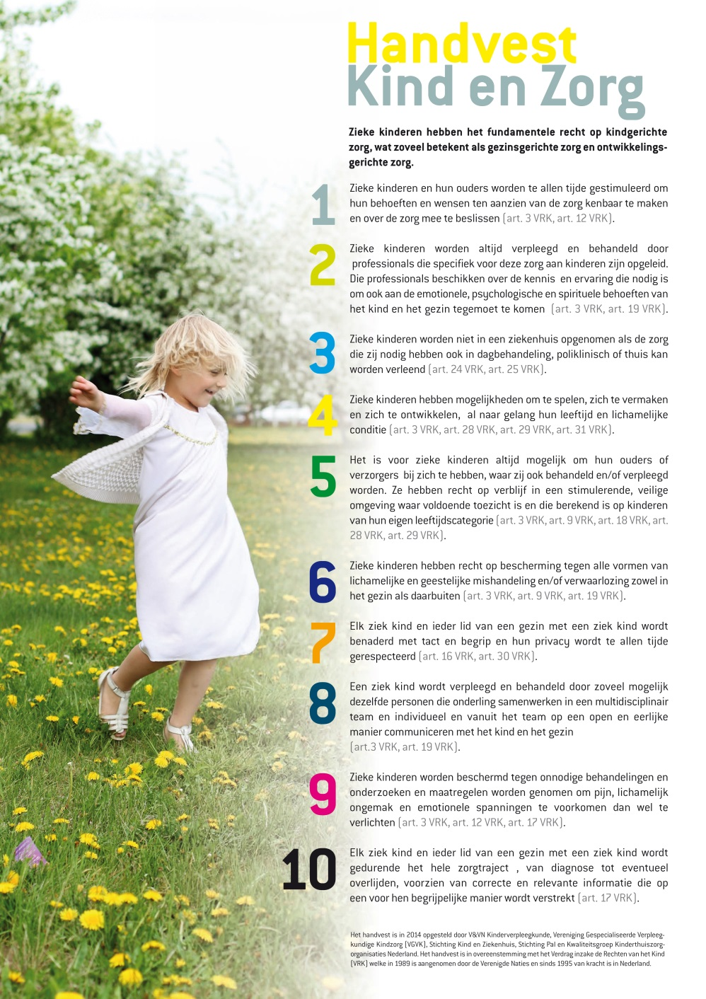 Handvest
Kind en Zorg
Zieke kinderen hebben het fundamentele recht op kindgerichte
zorg, wat zoveel betekent als gezinsgerichte zorg en ontwikkelings-
gerichte zorg.
1
Zieke kinderen en hun ouders worden te allen tijde gestimuleerd om
hun behoeften en wensen ten aanzien van de zorg kenbaar te maken
en over de zorg mee te beslissen (art. 3 VRK, art. 12 VRK).
2
Zieke kinderen worden altijd verpleegd en behandeld door
professionals die specifiek voor deze zorg aan kinderen zijn opgeleid.
Die professionals beschikken over de kennis en ervaring die nodig is
om ook aan de emotionele, psychologische en spirituele behoeften van
het kind en het gezin tegemoet te komen (art. 3 VRK, art. 19 VRK).
3
Zieke kinderen worden niet in een ziekenhuis opgenomen als de zorg
die zij nodig hebben ook in dagbehandeling, poliklinisch of thuis kan
worden verleend (art. 24 VRK, art. 25 VRK).
4
Zieke kinderen hebben mogelijkheden om te spelen, zich te vermaken
en zich te ontwikkelen, al naar gelang hun leeftijd en lichamelijke
conditie (art. 3 VRK, art. 28 VRK, art. 29 VRK, art. 31 VRK).
5
Het is voor zieke kinderen altijd mogelijk om hun ouders of
verzorgers bij zich te hebben, waar zij ook behandeld en/of verpleegd
worden. Ze hebben recht op verblijf in een stimulerende, veilige
omgeving waar voldoende toezicht is en die berekend is op kinderen
van hun eigen leeftijdscategorie (art. 3 VRK, art. 9 VRK, art. 18 VRK, art.
28 VRK, art. 29 VRK).
6
Zieke kinderen hebben recht op bescherming tegen alle vormen van
lichamelijke en geestelijke mishandeling en/of verwaarlozing zowel in
het gezin als daarbuiten (art. 3 VRK, art. 9 VRK, art. 19 VRK).
7
Elk ziek kind en ieder lid van een gezin met een ziek kind wordt
benaderd met tact en begrip en hun privacy wordt te allen tijde
gerespecteerd (art. 16 VRK, art. 30 VRK).
8
Een ziek kind wordt verpleegd en behandeld door zoveel mogelijk
dezelfde personen die onderling samenwerken in een multidisciplinair
team en individueel en vanuit het team op een open en eerlijke
manier communiceren met het kind en het gezin
(art.3 VRK, art. 19 VRK).
9
Zieke kinderen worden beschermd tegen onnodige behandelingen en
onderzoeken en maatregelen worden genomen om pijn, lichamelijk
ongemak en emotionele spanningen te voorkomen dan wel te
verlichten (art. 3 VRK, art. 12 VRK, art. 17 VRK).
10
Elk ziek kind en ieder lid van een gezin met een ziek kind wordt
gedurende het hele zorgtraject , van diagnose tot eventueel
overlijden, voorzien van correcte en relevante informatie die op
een voor hen begrijpelijke manier wordt verstrekt (art. 17 VRK).
Het handvest is in 2014 opgesteld door V&VN Kinderverpleegkunde, Vereniging Gespecialiseerde Verpleeg-
kundige Kindzorg (VGVK), Stichting Kind en Ziekenhuis, Stichting Pal en Kwaliteitsgroep Kinderthuiszorg-
organisaties Nederland. Het handvest is in overeenstemming met het Verdrag inzake de Rechten van het Kind
(VRK) welke in 1989 is aangenomen door de Verenigde Naties en sinds 1995 van kracht is in Nederland.